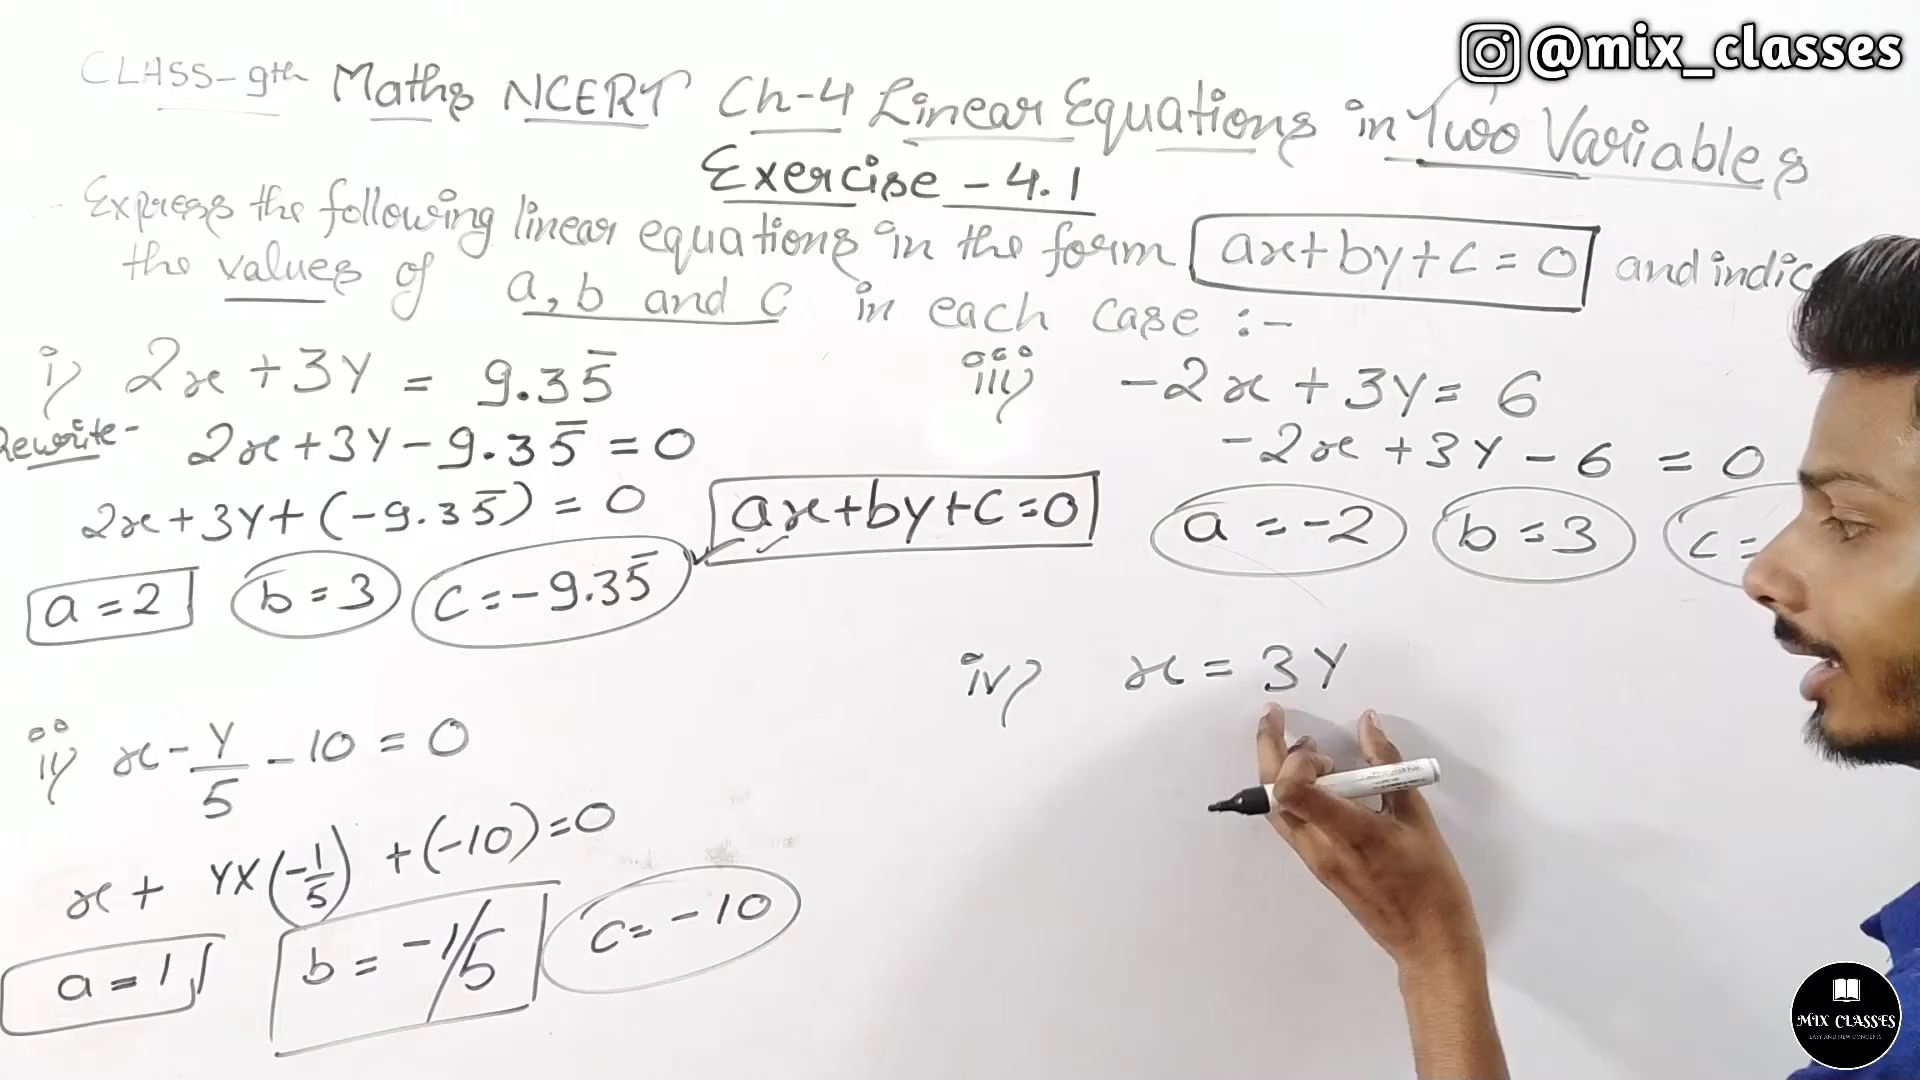 @mix_classes
CLASS-9th Maths NCERT Ch-4 Linear Equations in Two Variables
Exercise - 4.1
Express the following linear equations in the form ax+by+c=0 and indic
the values of a, b and c in each case :-
i) 2x + 3y = 9.35̅
Rewrite - 2x+3y-9.35̅ = 0
2x+3y+(-9.35̅) = 0
ax+by+c=0
a=2 b=3 c=-9.35̅
ii) x - y/5 - 10 = 0
x + y×(-1/5) + (-10) = 0
a=1 b=-1/5 c=-10
iii) -2x + 3y = 6
-2x + 3y - 6 = 0
a=-2 b=3 c=
iv) x = 3y
MIX CLASSES
EASY AND NEW CONCEPTS